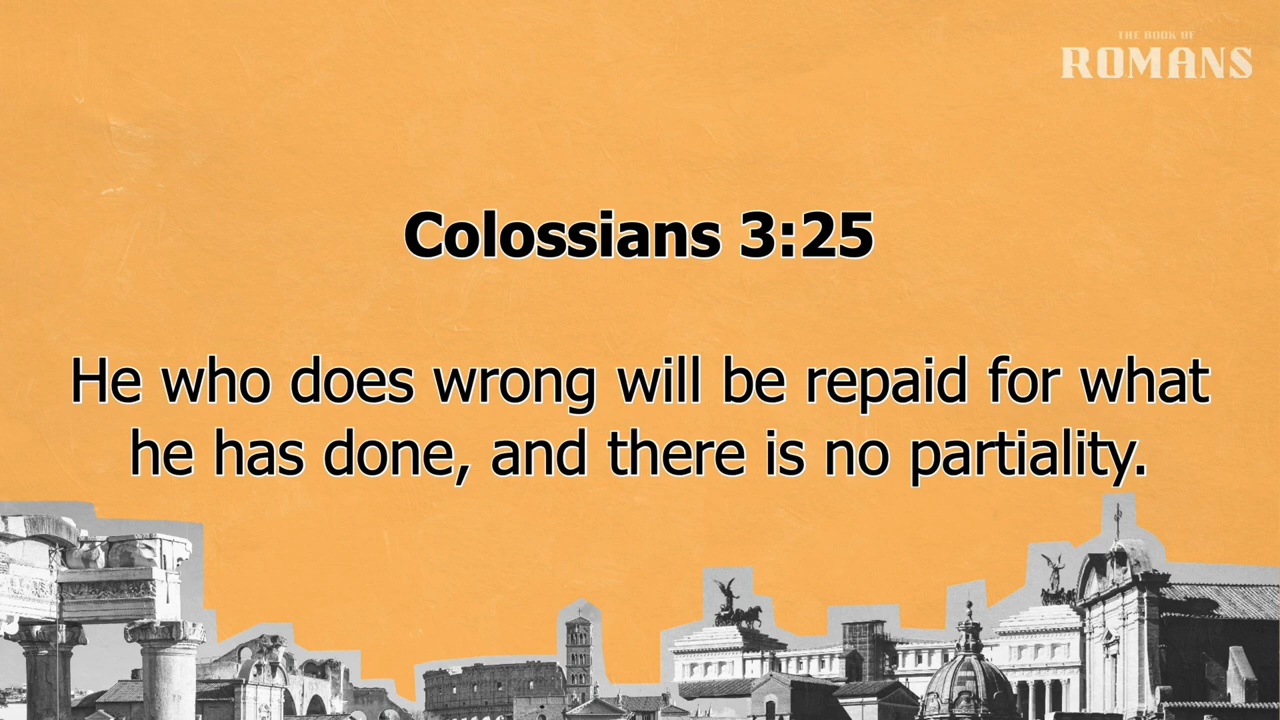 THE BOOK OF
ROMANS
Colossians 3:25
He who does wrong will be repaid for what
he has done, and there is no partiality.